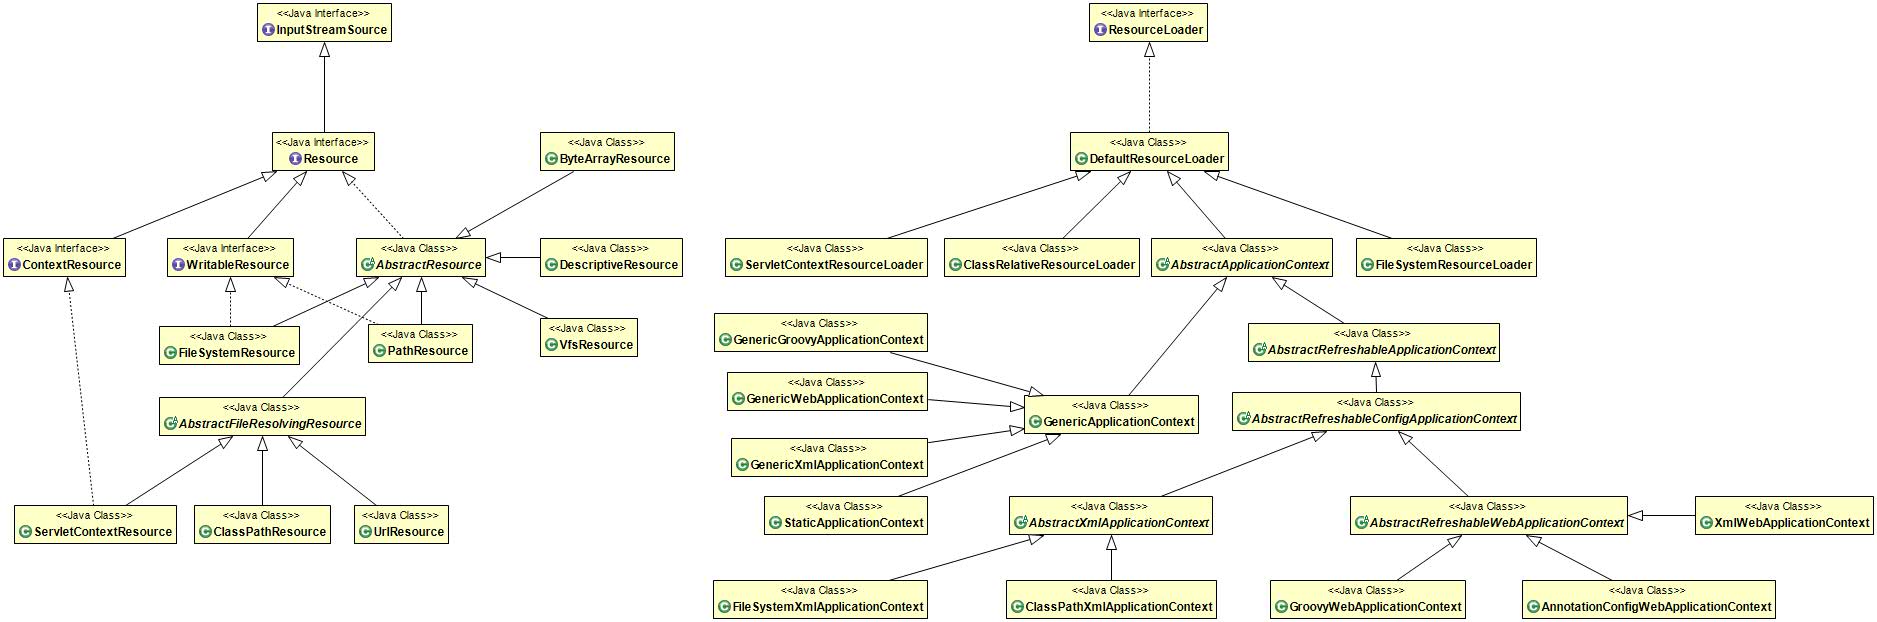 <<Java Interface>>
InputStreamSource
<<Java Interface>>
Resource
<<Java Class>>
ByteArrayResource
<<Java Interface>>
ContextResource
<<Java Interface>>
WritableResource
<<Java Class>>
AbstractResource
<<Java Class>>
DescriptiveResource
<<Java Class>>
FileSystemResource
<<Java Class>>
PathResource
<<Java Class>>
VfsResource
<<Java Class>>
AbstractFileResolvingResource
<<Java Class>>
ServletContextResource
<<Java Class>>
ClassPathResource
<<Java Class>>
UrlResource
<<Java Interface>>
ResourceLoader
<<Java Class>>
DefaultResourceLoader
<<Java Class>>
ServletContextResourceLoader
<<Java Class>>
ClassRelativeResourceLoader
<<Java Class>>
AbstractApplicationContext
<<Java Class>>
FileSystemResourceLoader
<<Java Class>>
GenericGroovyApplicationContext
<<Java Class>>
AbstractRefreshableApplicationContext
<<Java Class>>
GenericWebApplicationContext
<<Java Class>>
GenericApplicationContext
<<Java Class>>
AbstractRefreshableConfigApplicationContext
<<Java Class>>
GenericXmlApplicationContext
<<Java Class>>
StaticApplicationContext
<<Java Class>>
AbstractXmlApplicationContext
<<Java Class>>
AbstractRefreshableWebApplicationContext
<<Java Class>>
XmlWebApplicationContext
<<Java Class>>
FileSystemXmlApplicationContext
<<Java Class>>
ClassPathXmlApplicationContext
<<Java Class>>
GroovyWebApplicationContext
<<Java Class>>
AnnotationConfigWebApplicationContext